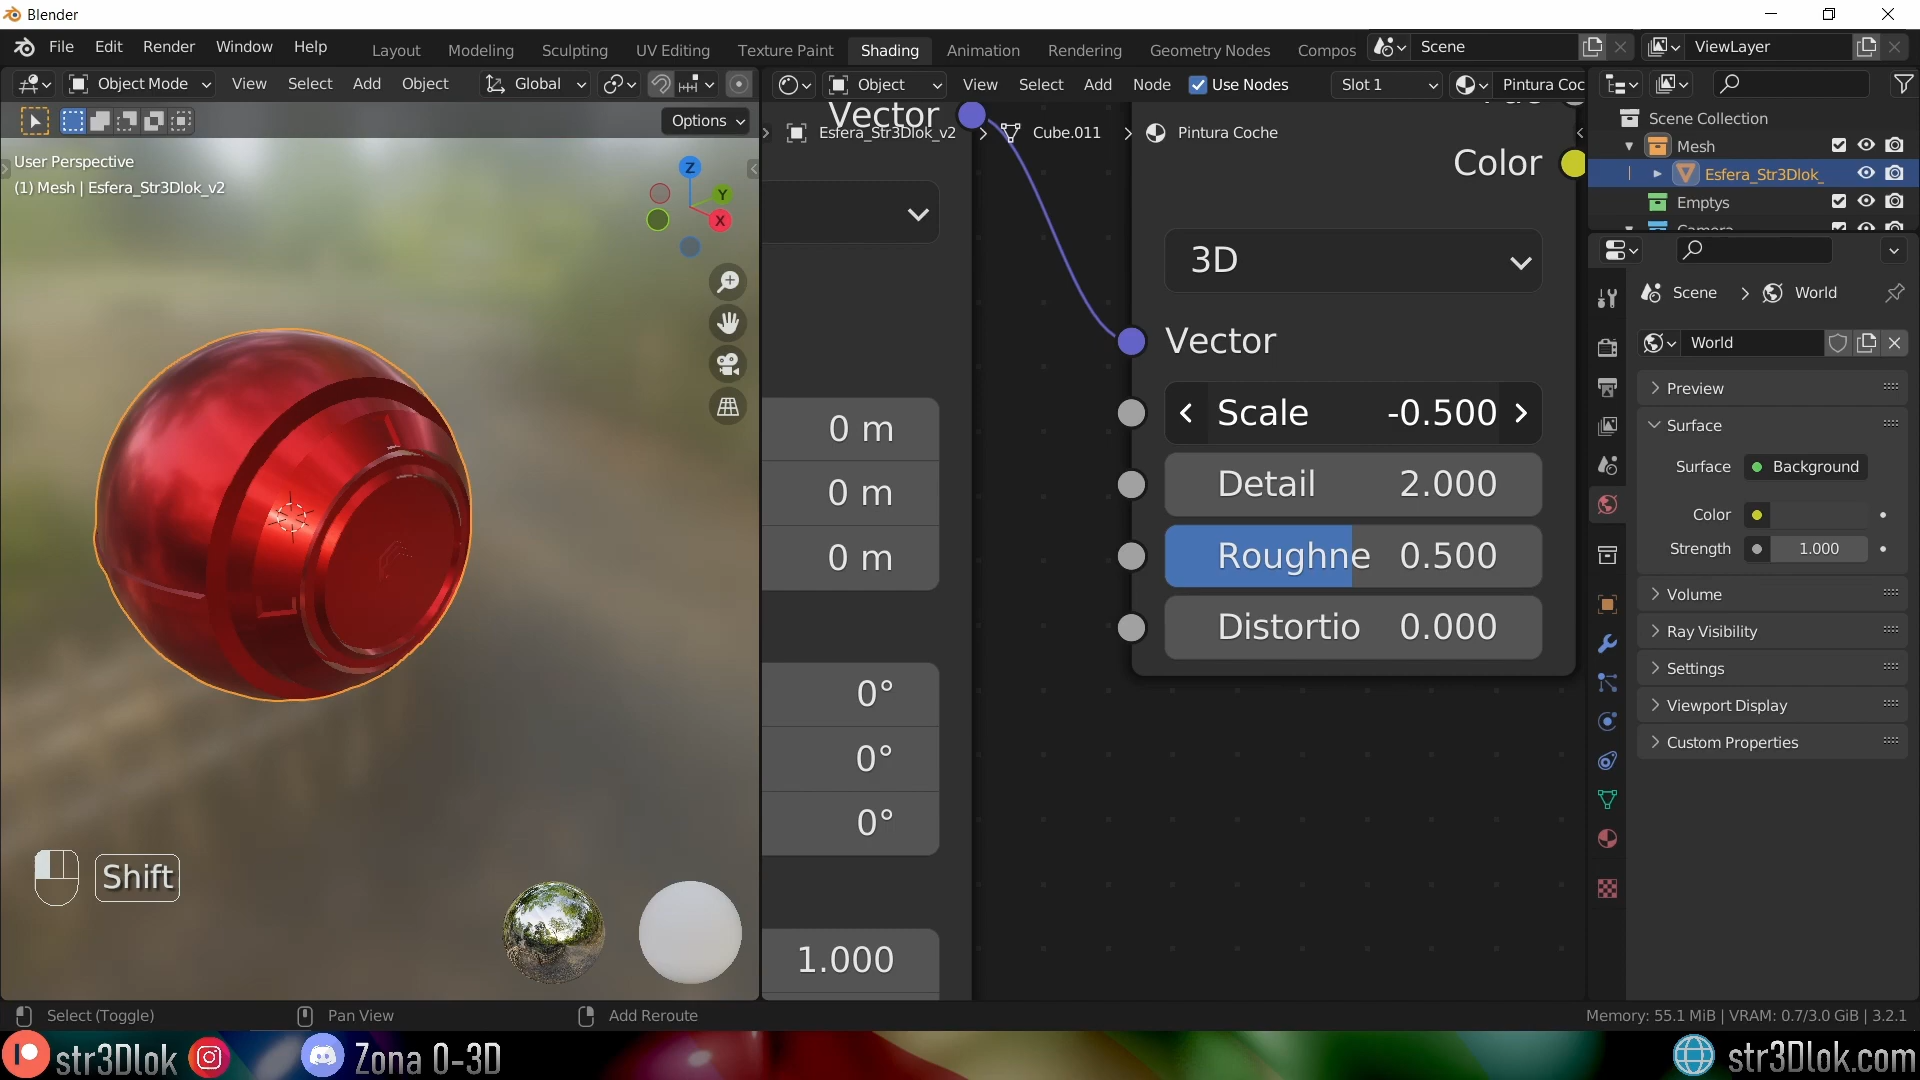 Blender
File Edit Render Window Help
Layout Modeling Sculpting UV Editing Texture Paint Shading Animation Rendering Geometry Nodes Compos
Scene
ViewLayer
Object Mode View Select Add Object Global
Object View Select Add Node Use Nodes Slot 1 Pintura Coc
Options
User Perspective
(1) Mesh | Esfera_Str3Dlok_v2
Z
Y
X
Vector
Esfera_Str3Dlok_v2 > Cube.011 > Pintura Coche
0 m
0 m
0 m
0°
0°
0°
1.000
Color
3D
Vector
Scale -0.500
Detail 2.000
Roughne 0.500
Distortio 0.000
Scene Collection
Mesh
Esfera_Str3Dlok_
Emptys
Camera
Scene > World
World
Preview
Surface
Surface Background
Color
Strength 1.000
Volume
Ray Visibility
Settings
Viewport Display
Custom Properties
Shift
Select (Toggle) Pan View Add Reroute
Memory: 55.1 MiB | VRAM: 0.7/3.0 GiB | 3.2.1
str3Dlok Zona 0-3D str3Dlok.com